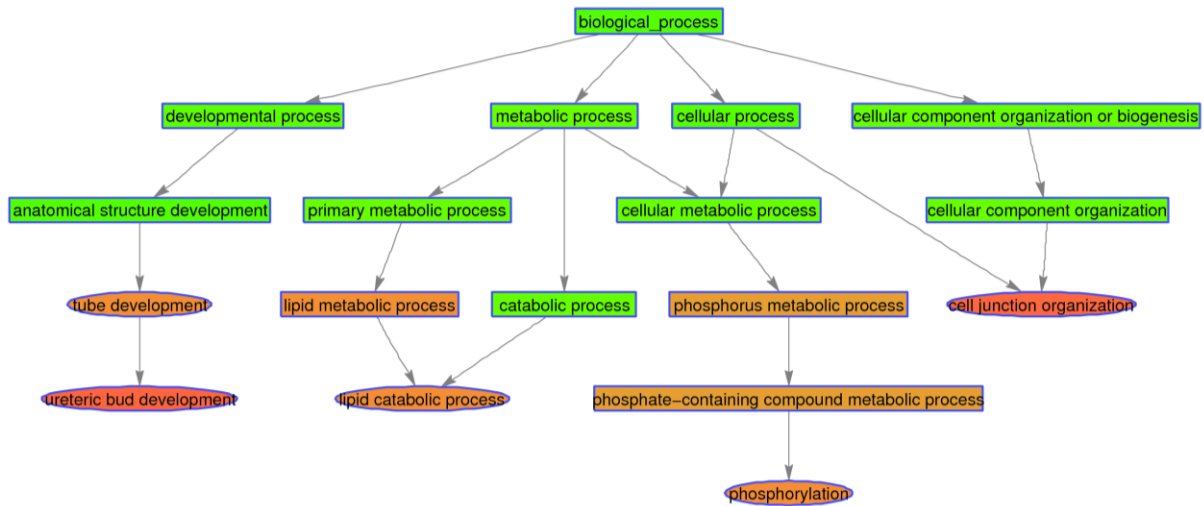 biological_process
developmental process
metabolic process
cellular process
cellular component organization or biogenesis
anatomical structure development
primary metabolic process
cellular metabolic process
cellular component organization
tube development
lipid metabolic process
catabolic process
phosphorus metabolic process
cell junction organization
ureteric bud development
lipid catabolic process
phosphate−containing compound metabolic process
phosphorylation